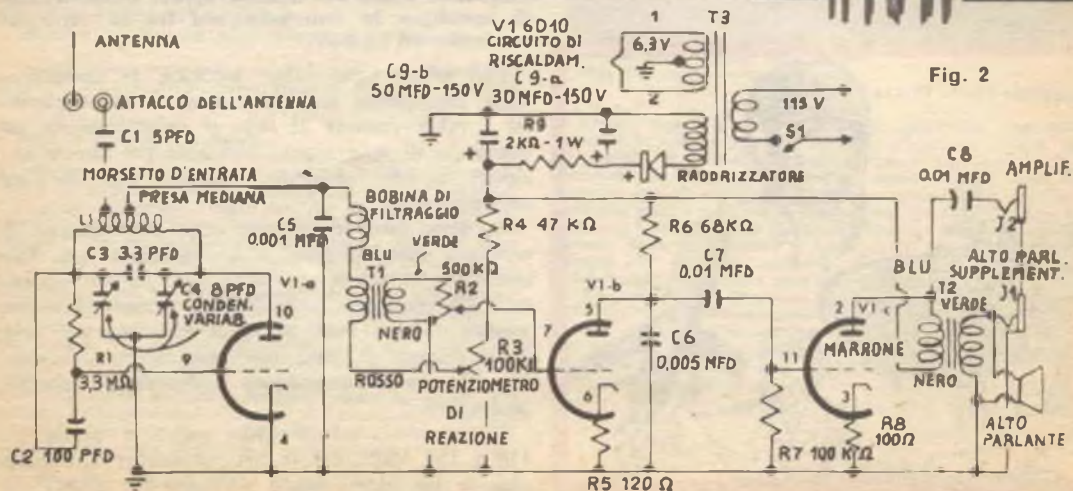 V1 6D10
CIRCUITO DI
RISCALDAM.
1
6,3V
2
T3
Fig. 2
115 V
S1
ANTENNA
ATTACCO DELL'ANTENNA
C1 5PFD
MORSETTO D'ENTRATA
PRESA MEDIANA
L1
C3 3.3 PFD
C4 8PFD
CONDEN.
VARIAB.
R1
3,3 MΩ
C2 100 PFD
9
10
V1-a
4
C5
0,001 MFD
C9-b
50 MFD-150V
C9-a
30 MFD-150V
R9
2KΩ-1W
RADDRIZZATORE
BOBINA DI
FILTRAGGIO
BLU
T1
VERDE
500KΩ
R2
NERO
ROSSO
R3
100KΩ
POTENZIOMETRO
DI
REAZIONE
R4 47 KΩ
R6 68KΩ
C7
0,01 MFD
V1-b
5
7
6
C6
0,005 MFD
R5 120 Ω
11
R7 100 KΩ
2
V1-c
MARRONE
3
R8
100Ω
C8
0,01 MFD
AMPLIF.
J2
BLU
ALTO PARL.
SUPPLEMENT.
T2
VERDE
J1
NERO
ALTO
PARLANTE